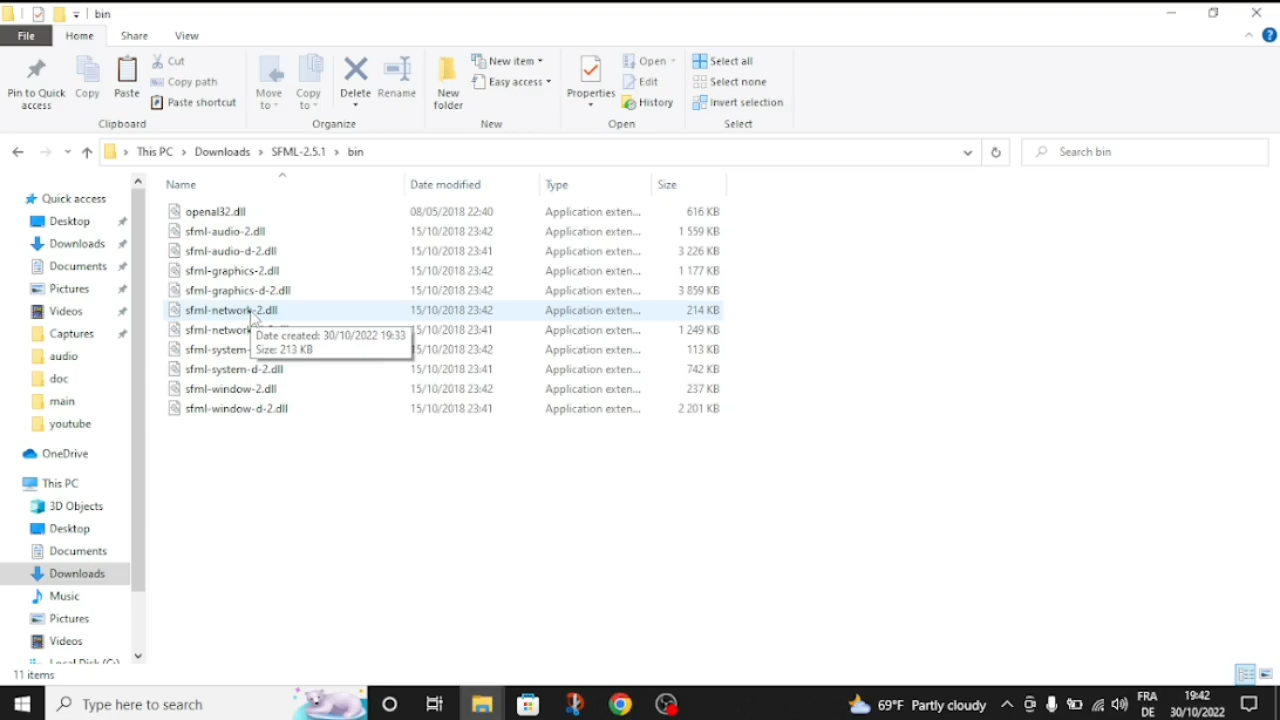 bin
File Home Share View
Pin to Quick access
Copy
Paste
Cut
Copy path
Paste shortcut
Clipboard
Move to
Copy to
Delete
Rename
Organize
New folder
New item
Easy access
New
Properties
Open
Edit
History
Open
Select all
Select none
Invert selection
Select
This PC > Downloads > SFML-2.5.1 > bin
Search bin
Name Date modified Type Size
openal32.dll 08/05/2018 22:40 Application exten... 616 KB
sfml-audio-2.dll 15/10/2018 23:42 Application exten... 1 559 KB
sfml-audio-d-2.dll 15/10/2018 23:41 Application exten... 3 226 KB
sfml-graphics-2.dll 15/10/2018 23:42 Application exten... 1 177 KB
sfml-graphics-d-2.dll 15/10/2018 23:41 Application exten... 3 859 KB
sfml-network-2.dll 15/10/2018 23:42 Application exten... 214 KB
sfml-network 15/10/2018 23:41 Application exten... 1 249 KB
Date created: 30/10/2022 19:33
Size: 213 KB
sfml-system- 15/10/2018 23:42 Application exten... 113 KB
sfml-system-d-2.dll 15/10/2018 23:41 Application exten... 742 KB
sfml-window-2.dll 15/10/2018 23:42 Application exten... 237 KB
sfml-window-d-2.dll 15/10/2018 23:41 Application exten... 2 201 KB
Quick access
Desktop
Downloads
Documents
Pictures
Videos
Captures
audio
doc
main
youtube
OneDrive
This PC
3D Objects
Desktop
Documents
Downloads
Music
Pictures
Videos
Local Disk (C:)
11 items
Type here to search
69°F Partly cloudy
FRA
DE
19:42
30/10/2022